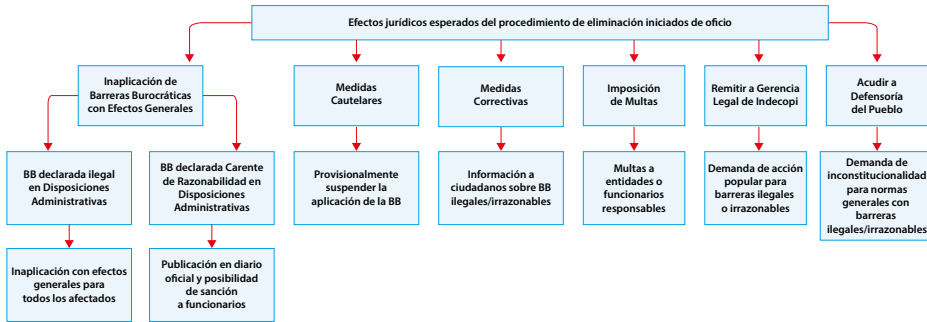 Efectos jurídicos esperados del procedimiento de eliminación iniciados de oficio
Inaplicación de
Barreras Burocráticas
con Efectos Generales
Medidas
Cautelares
Medidas
Correctivas
Imposición
de Multas
Remitir a Gerencia
Legal de Indecopi
Acudir a
Defensoría
del Pueblo
BB declarada ilegal
en Disposiciones
Administrativas
BB declarada Carente
de Razonabilidad en
Disposiciones
Administrativas
Provisionalmente
suspender la
aplicación de la BB
Información a
ciudadanos sobre BB
ilegales/irrazonables
Multas a
entidades o
funcionarios
responsables
Demanda de acción
popular para
barreras ilegales
o irrazonables
Demanda de
inconstitucionalidad
para normas
generales con
barreras
ilegales/irrazonables
Inaplicación con efectos
generales para
todos los afectados
Publicación en diario
oficial y posibilidad
de sanción
a funcionarios